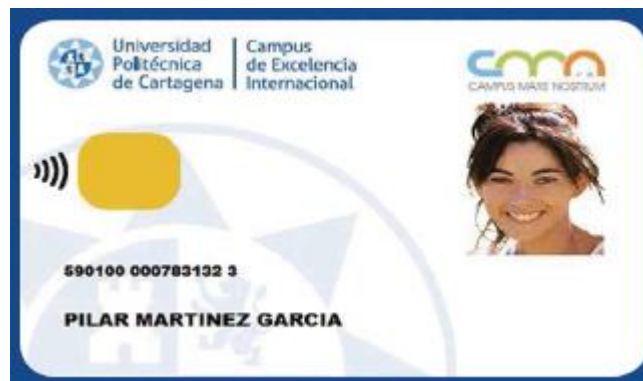 Universidad
Politécnica
de Cartagena
Campus
de Excelencia
Internacional
CAMPUS MARE NOSTRUM
590100 000783132 3
PILAR MARTINEZ GARCIA